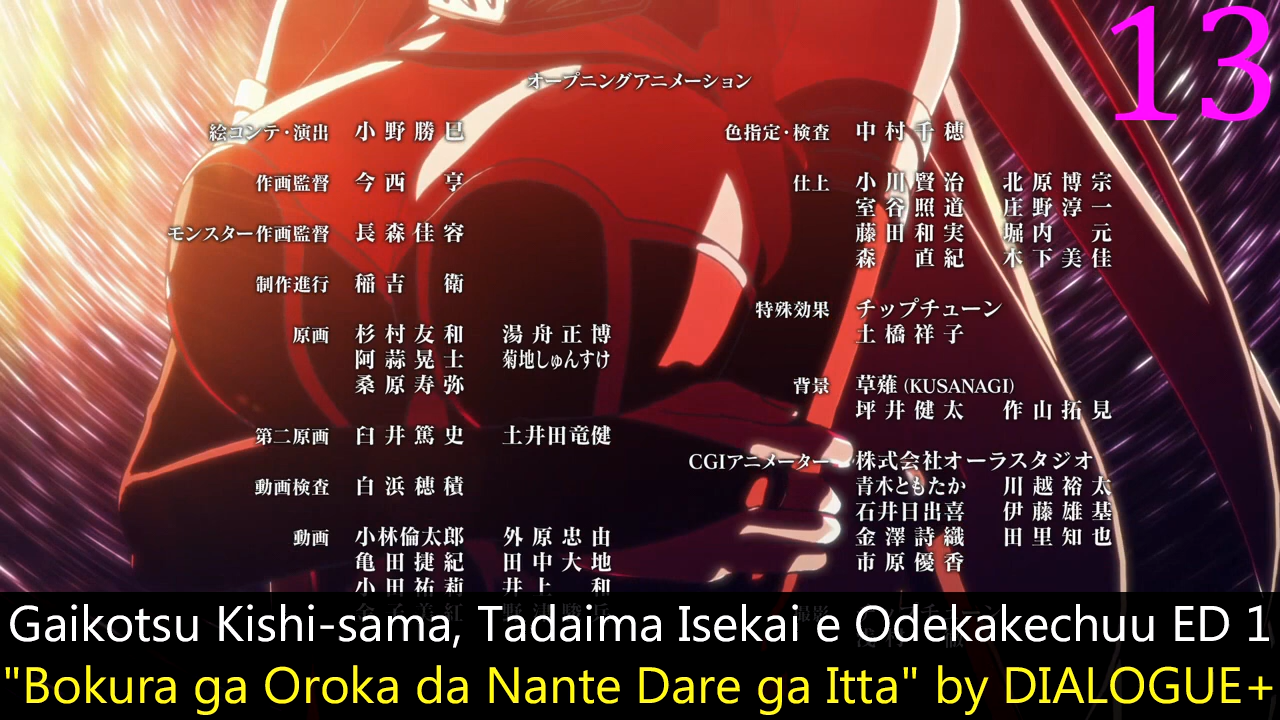 13
オープニングアニメーション
絵コンテ・演出 小野勝巳
作画監督 今西 亨
モンスター作画監督 長森佳容
制作進行 稲吉 衛
原画 杉村友和 湯舟正博
阿蒜晃士 菊地しゅんすけ
桑原寿弥
第二原画 臼井篤史 土井田竜健
動画検査 白浜穂積
動画 小林倫太郎 外原忠由
亀田捷紀 田中大地
小田祐莉 井上 和
色指定・検査 中村千穂
仕上 小川賢治 北原博宗
室谷照道 庄野淳一
藤田和実 堀内 元
森 直紀 木下美佳
特殊効果 チップチューン
土橋祥子
背景 草薙（KUSANAGI）
坪井健太 作山拓見
CGIアニメーター 株式会社オーラスタジオ
青木ともたか 川越裕太
石井日出喜 伊藤雄基
金澤詩織 田里知也
市原優香
撮影
Gaikotsu Kishi-sama, Tadaima Isekai e Odekakechuu ED 1
"Bokura ga Oroka da Nante Dare ga Itta" by DIALOGUE+